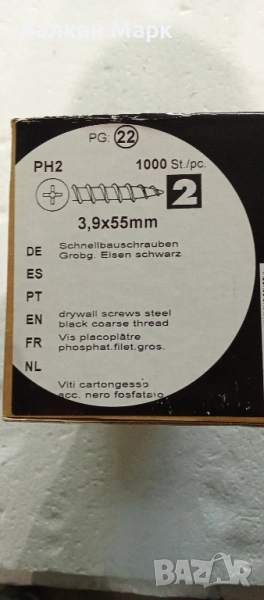 Балкан Марк
PG: 22
PH2 1000 St./pc.
2
3,9x55mm
DE Schnellbauschrauben
Grobg. Eisen schwarz
ES
PT
EN drywall screws steel
black coarse thread
FR Vis placoplâtre
phosphat.filet.gros.
NL
Viti cartongesso
acc. nero fosfatato
BAZAR